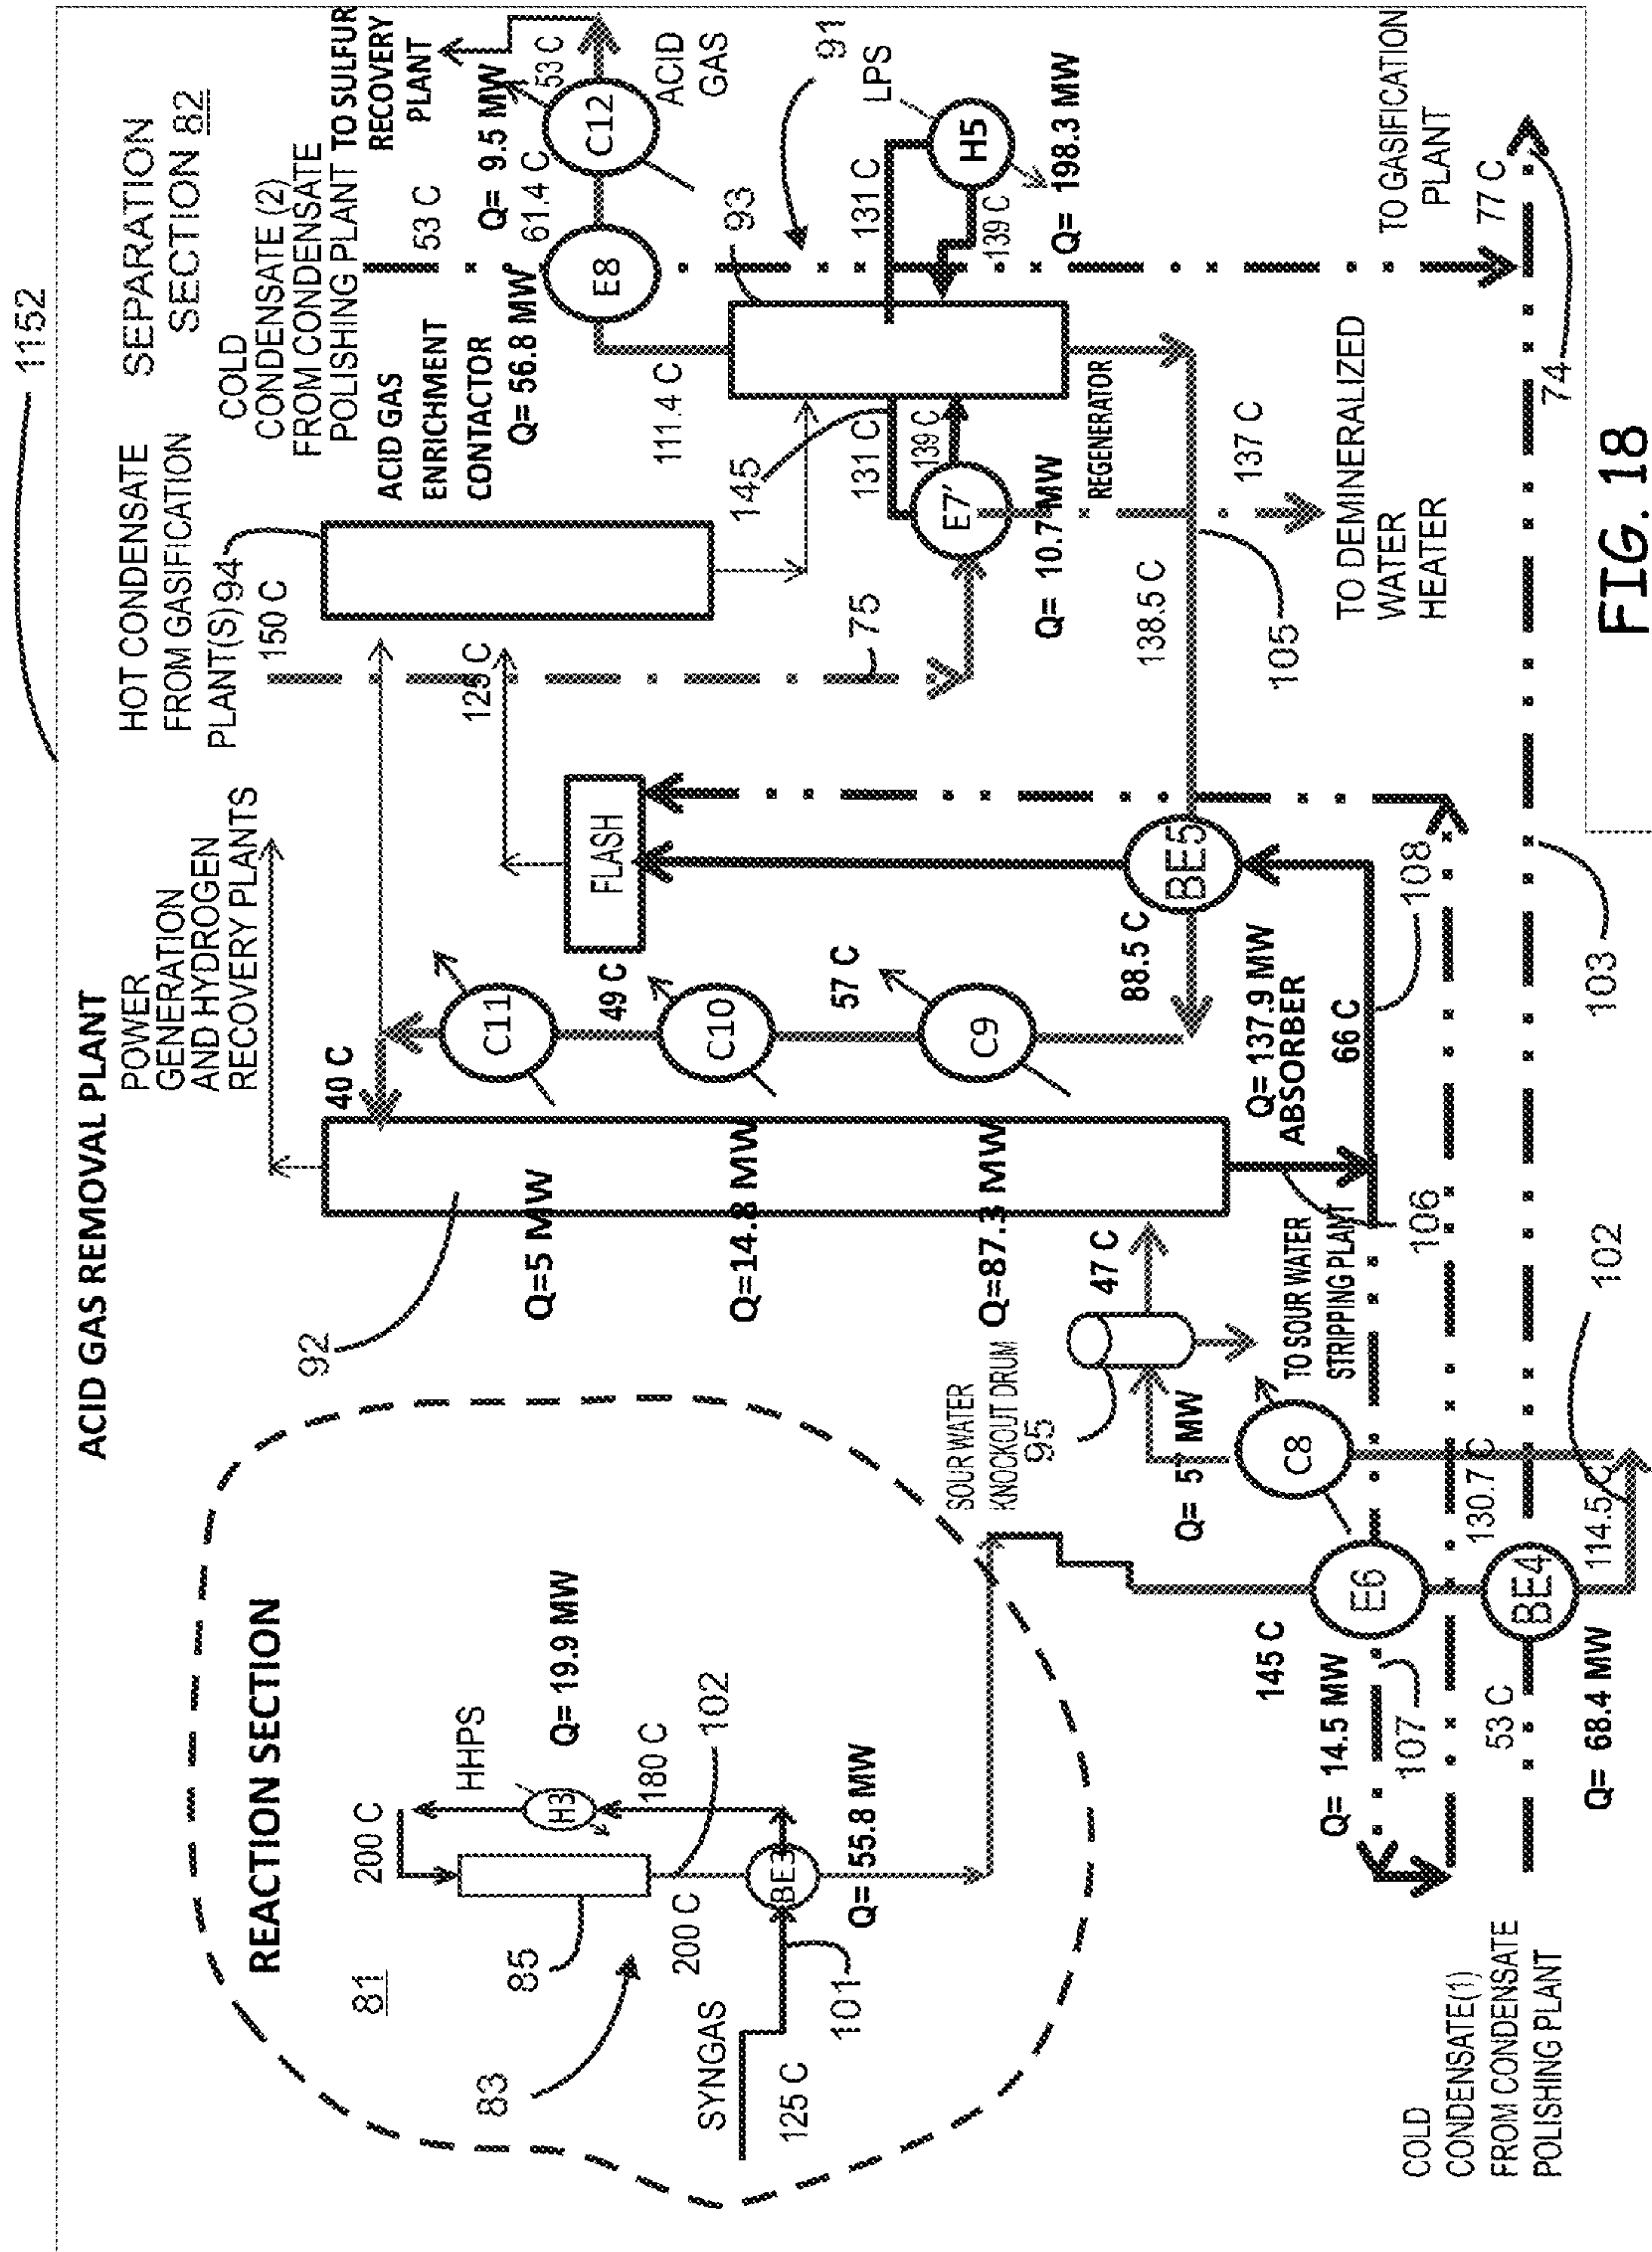 1152
ACID GAS REMOVAL PLANT
POWER
GENERATION
AND HYDROGEN
RECOVERY PLANTS
HOT CONDENSATE
FROM GASIFICATION
PLANT(S)
94
150 C
SEPARATION
SECTION 82
COLD
CONDENSATE (2)
FROM CONDENSATE
POLISHING PLANT
TO SULFUR
RECOVERY
PLANT
ACID GAS
ENRICHMENT
CONTACTOR
53 C
Q= 9.5 MW
61.4 C
53 C
C12
ACID
GAS
E8
Q= 56.8 MW
111.4 C
91
93
LPS
H5
131 C
139 C
Q= 198.3 MW
145
131 C
139 C
E7'
Q= 10.7 MW
REGENERATOR
75
125 C
138.5 C
137 C
105
TO DEMINERALIZED
WATER
HEATER
TO GASIFICATION
PLANT
77 C
74
FLASH
40 C
C11
49 C
C10
57 C
C9
88.5 C
BE5
Q= 137.9 MW
ABSORBER
66 C
108
103
92
Q=5 MW
Q=14.8 MW
Q=87.3 MW
47 C
TO SOUR WATER
STRIPPING PLANT
106
102
SOUR WATER
KNOCKOUT DRUM
95
Q= 57 MW
C8
130.7 C
114.5 C
E6
BE4
145 C
Q= 14.5 MW
107
53 C
Q= 68.4 MW
REACTION SECTION
81
HHPS
Q= 19.9 MW
200 C
H3
180 C
102
85
200 C
BE3
Q= 55.8 MW
83
SYNGAS
125 C
101
COLD
CONDENSATE(1)
FROM CONDENSATE
POLISHING PLANT
FIG. 18